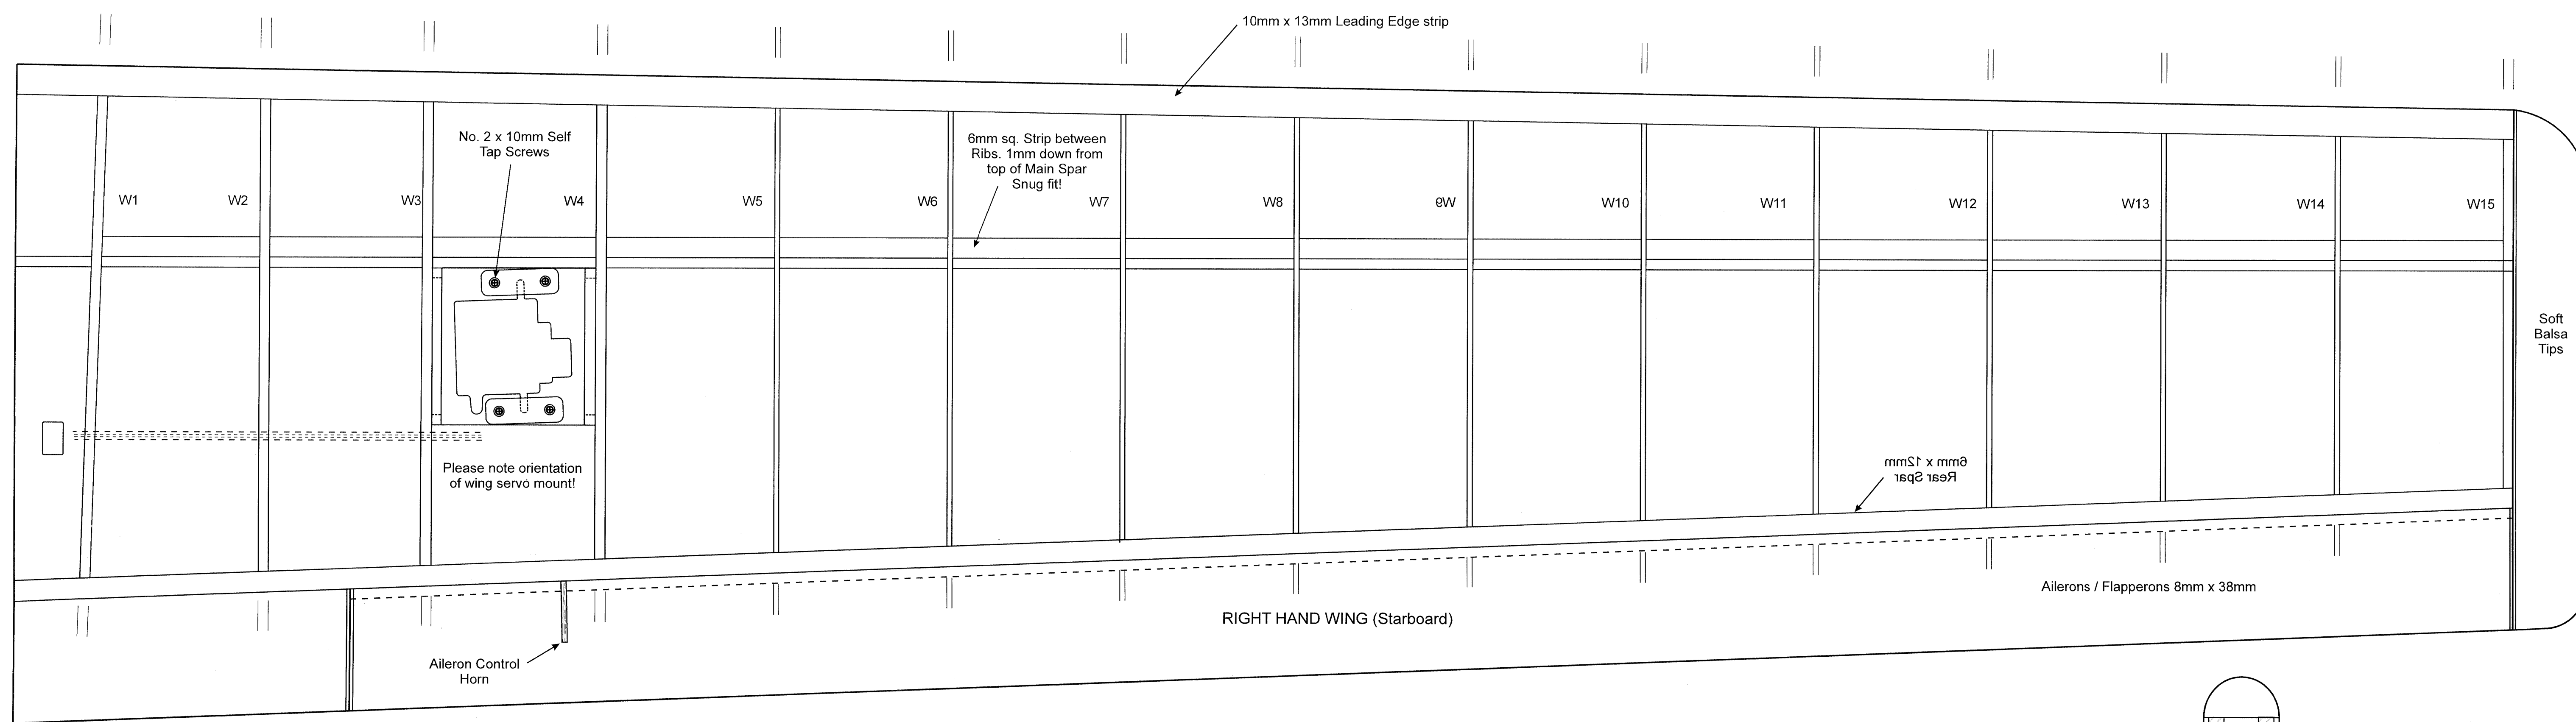 10mm x 13mm Leading Edge strip
No. 2 x 10mm Self
Tap Screws
6mm sq. Strip between
Ribs. 1mm down from
top of Main Spar
Snug fit!
W1
W2
W3
W4
W5
W6
W7
W8
W9
W10
W11
W12
W13
W14
W15
Soft
Balsa
Tips
Please note orientation
of wing servo mount!
6mm x 12mm
Rear Spar
Ailerons / Flapperons 8mm x 38mm
RIGHT HAND WING (Starboard)
Aileron Control
Horn